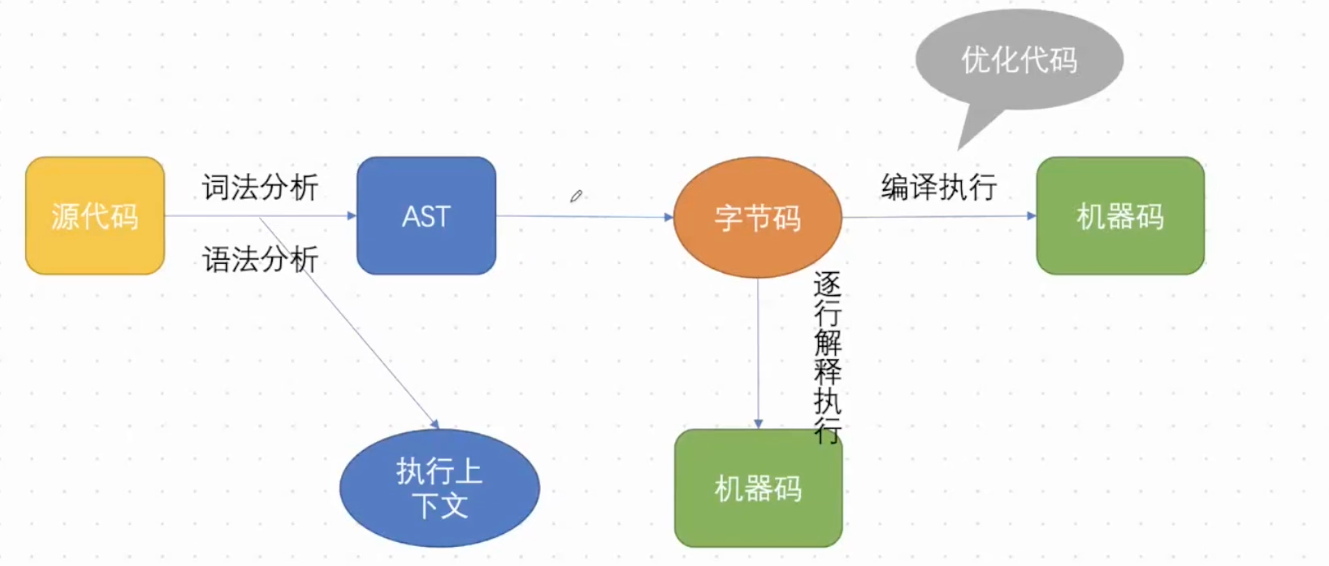 优化代码
源代码
词法分析
语法分析
AST
字节码
编译执行
机器码
逐行解释执行
执行上
下文
机器码